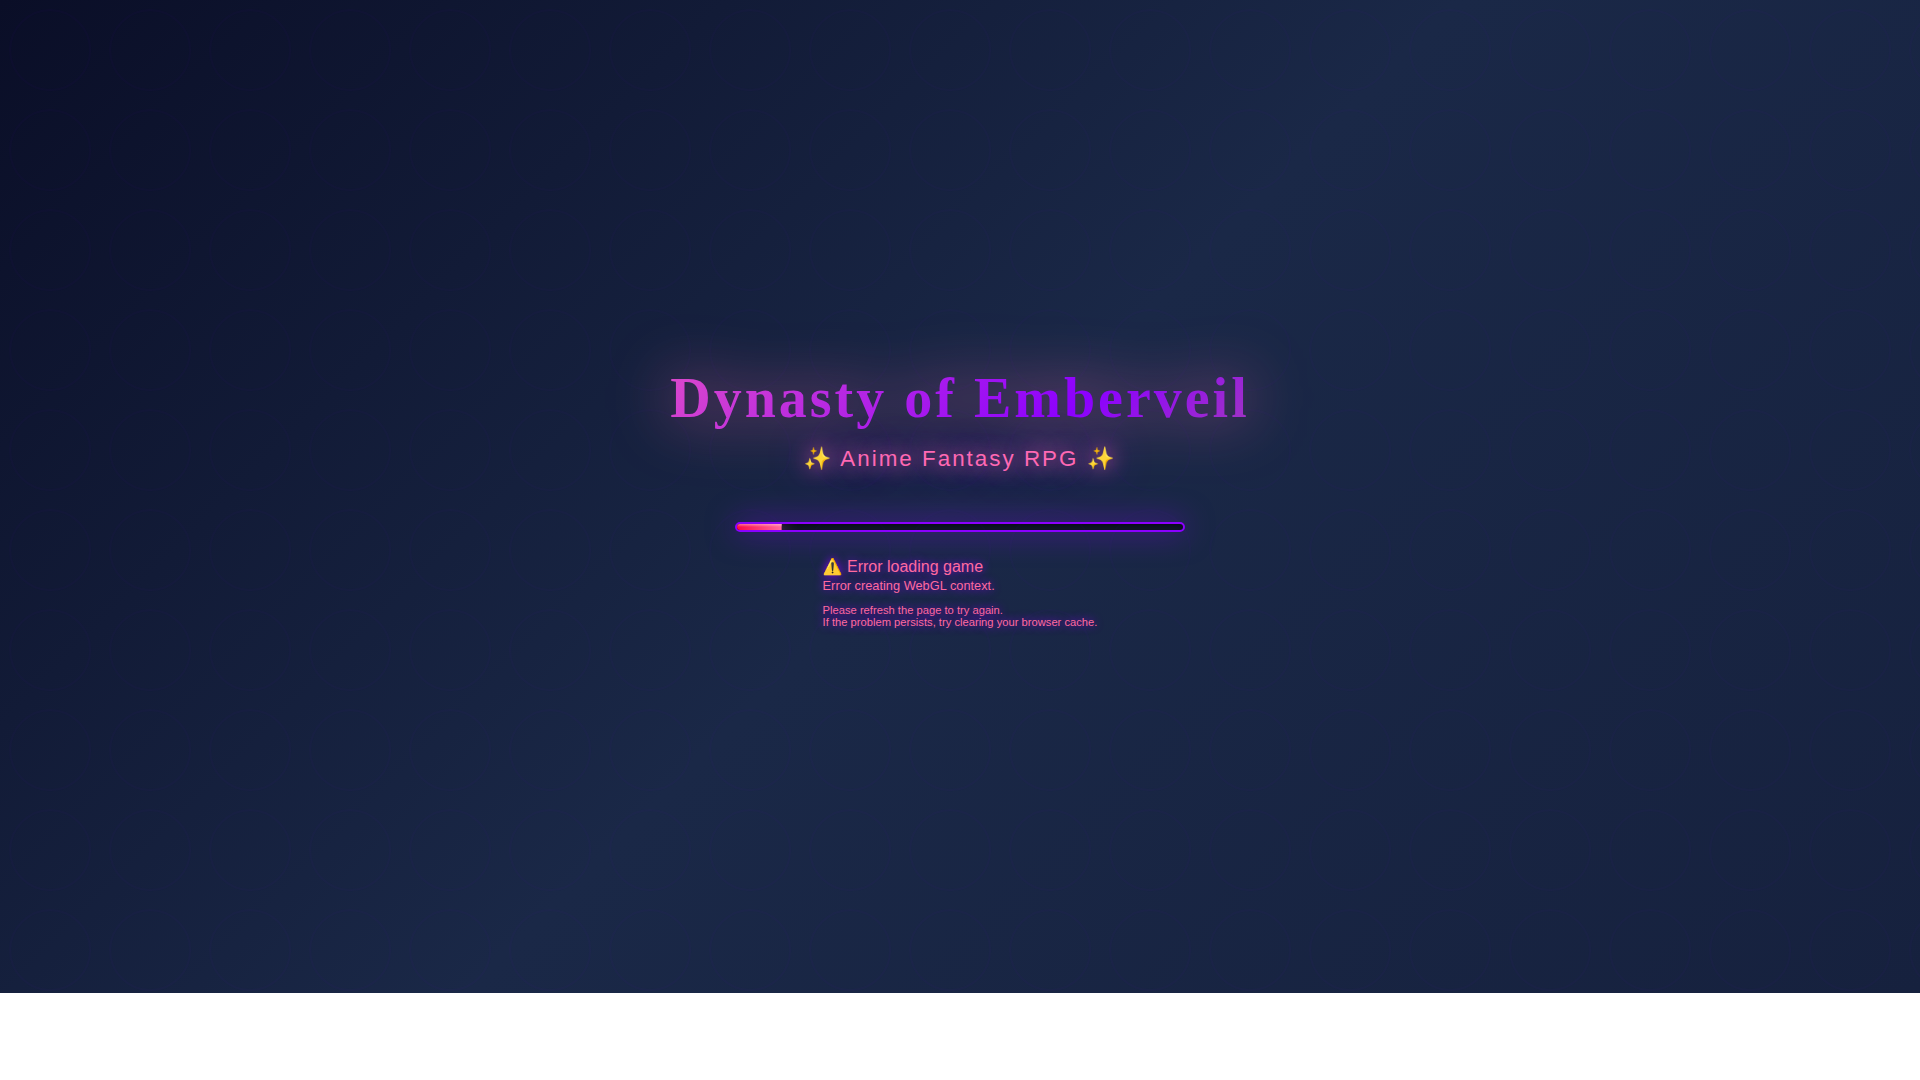 Dynasty of Emberveil
✨ Anime Fantasy RPG ✨
⚠️ Error loading game
Error creating WebGL context.
Please refresh the page to try again.
If the problem persists, try clearing your browser cache.